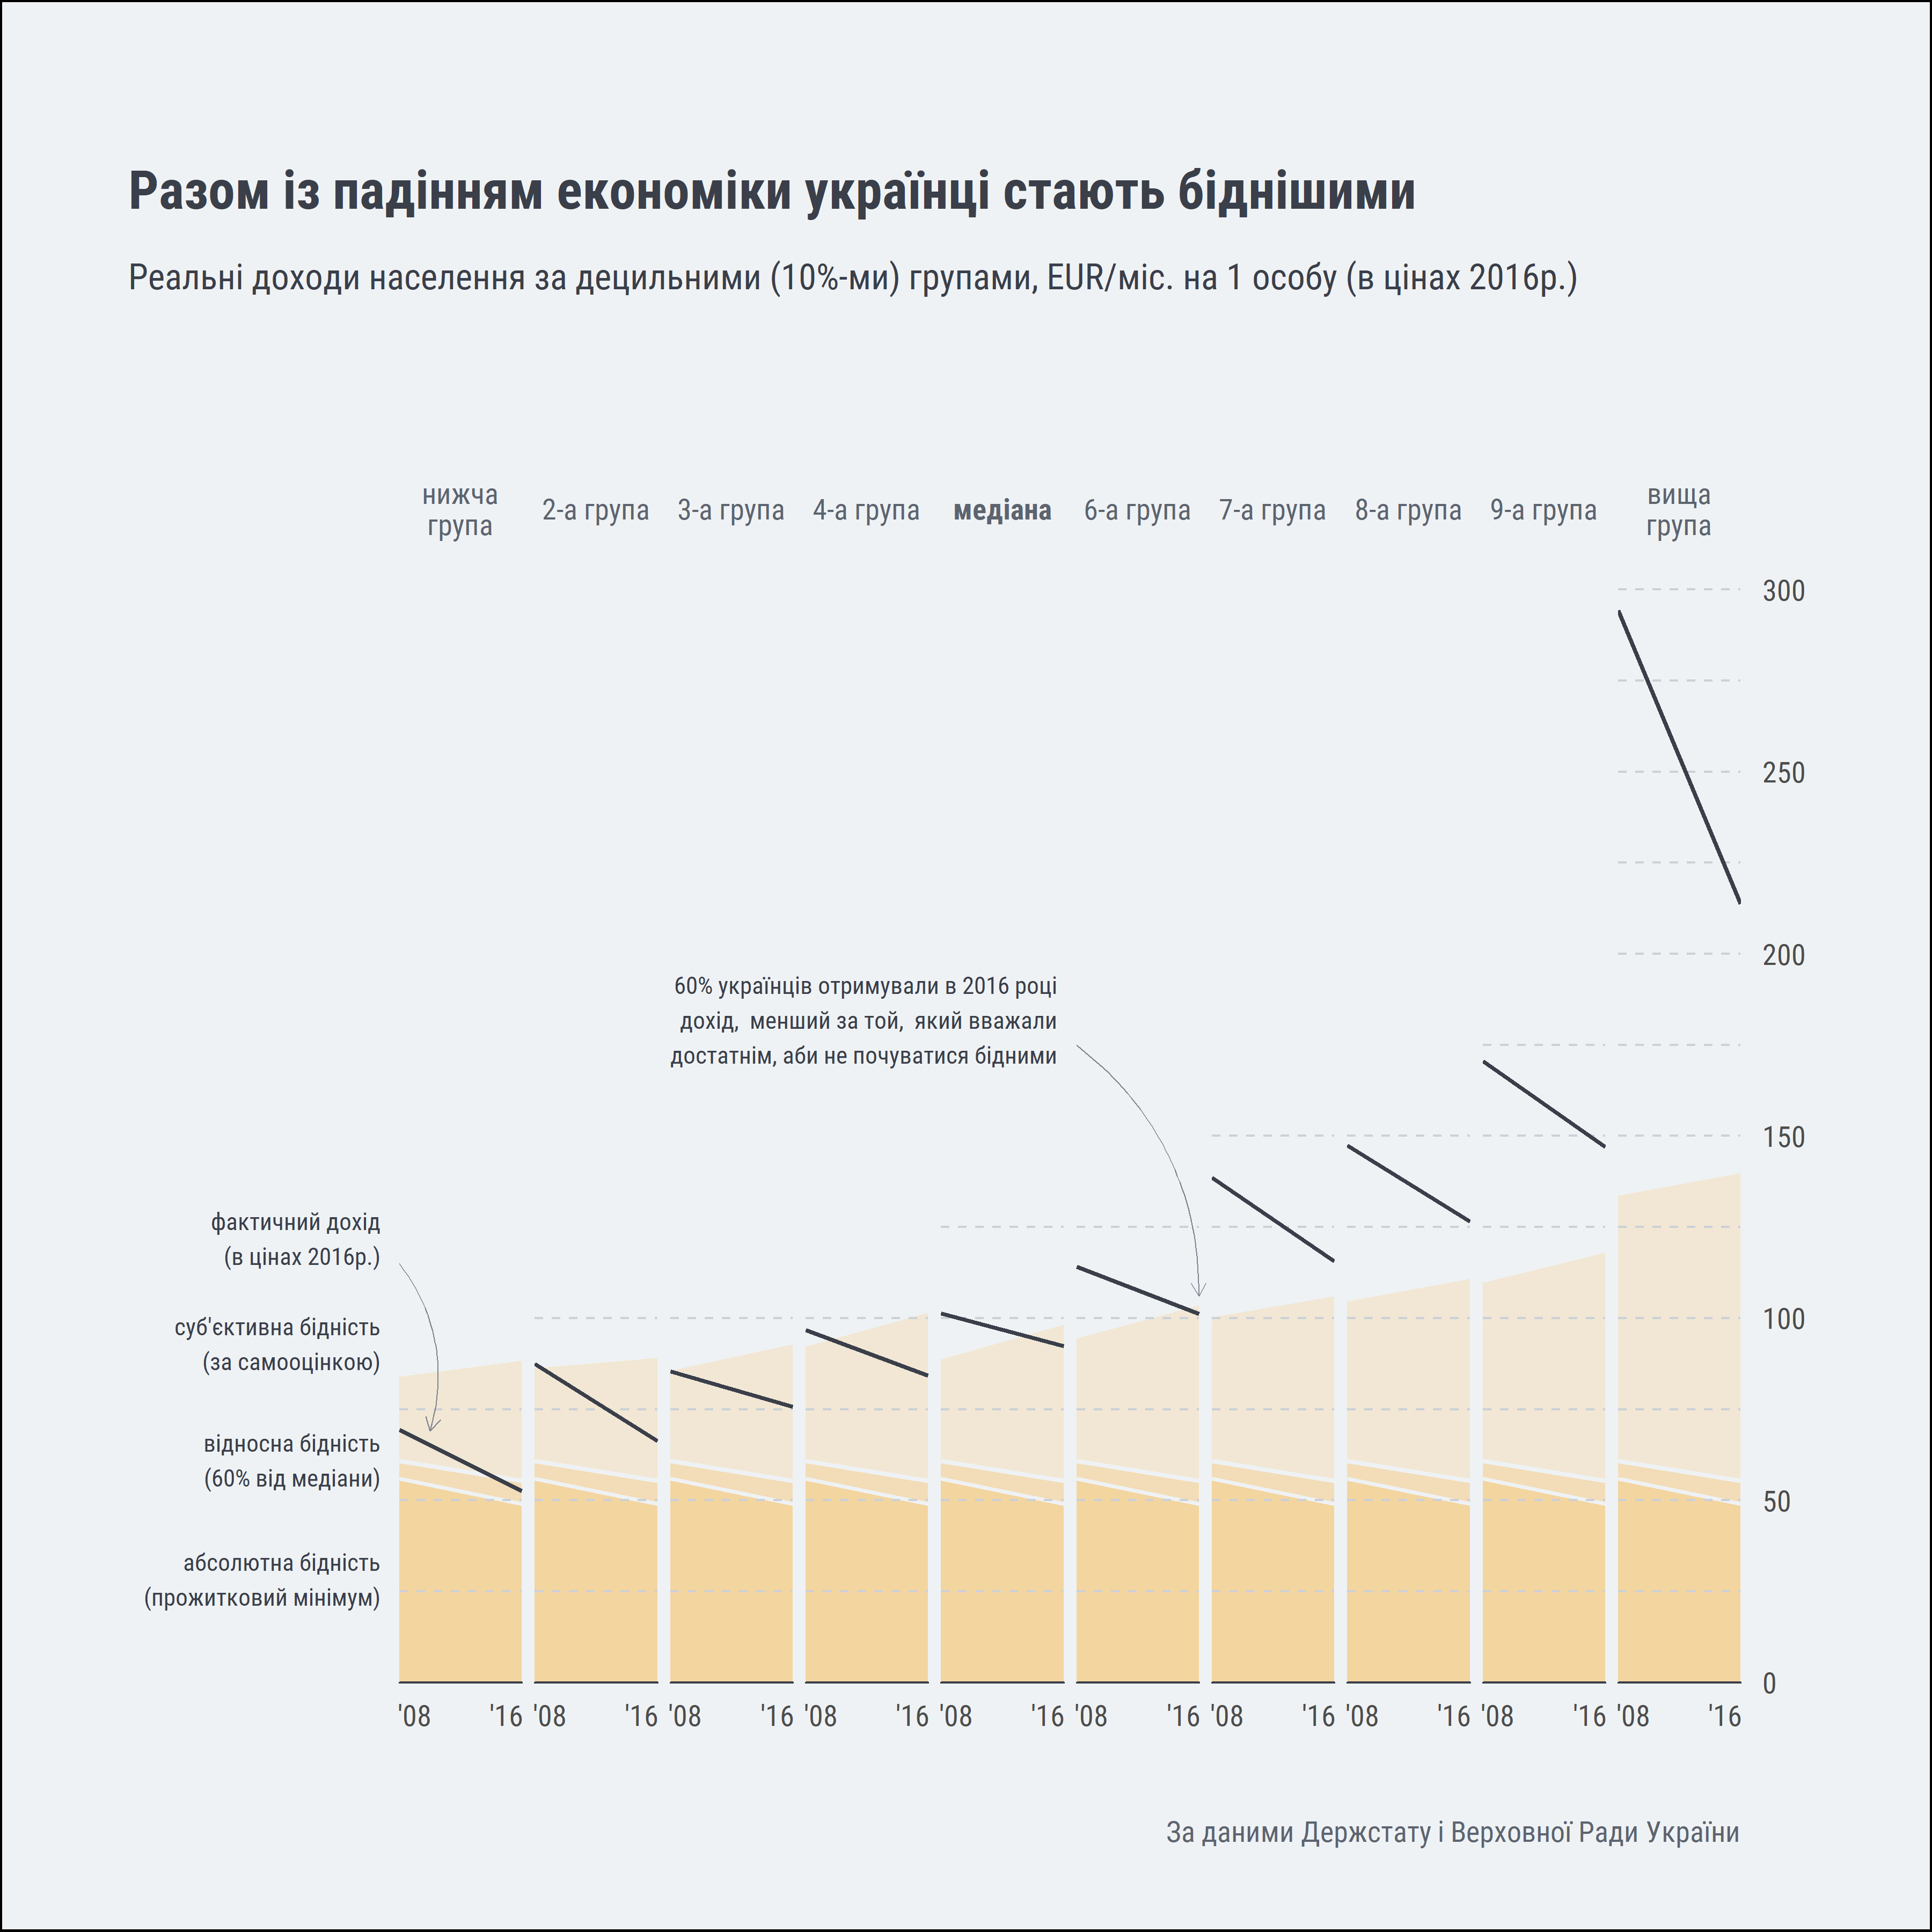 Разом із падінням економіки українці стають біднішими
Реальні доходи населення за децильними (10%-ми) групами, EUR/міс. на 1 особу (в цінах 2016р.)
нижча
група
2-а група
3-а група
4-а група
медіана
6-а група
7-а група
8-а група
9-а група
вища
група
300
250
200
150
100
50
0
60% українців отримували в 2016 році
дохід, менший за той, який вважали
достатнім, аби не почуватися бідними
фактичний дохід
(в цінах 2016р.)
суб'єктивна бідність
(за самооцінкою)
відносна бідність
(60% від медіани)
абсолютна бідність
(прожитковий мінімум)
'08 '16 '08 '16 '08 '16 '08 '16 '08 '16 '08 '16 '08 '16 '08 '16 '08 '16 '08 '16
За даними Держстату і Верховної Ради України